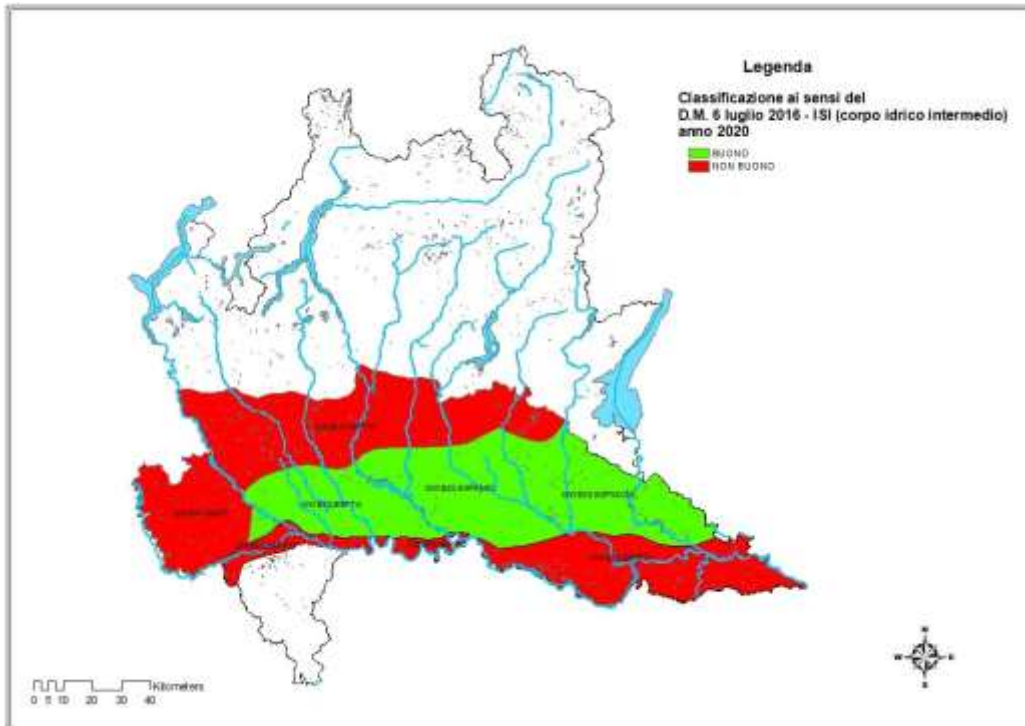 Legenda
Classificazione ai sensi del
D.M. 6 luglio 2016 - ISI (corpo idrico intermedio)
anno 2020
BUONO
NON BUONO
N
W E
S
Kilometers
0 5 10 20 30 40